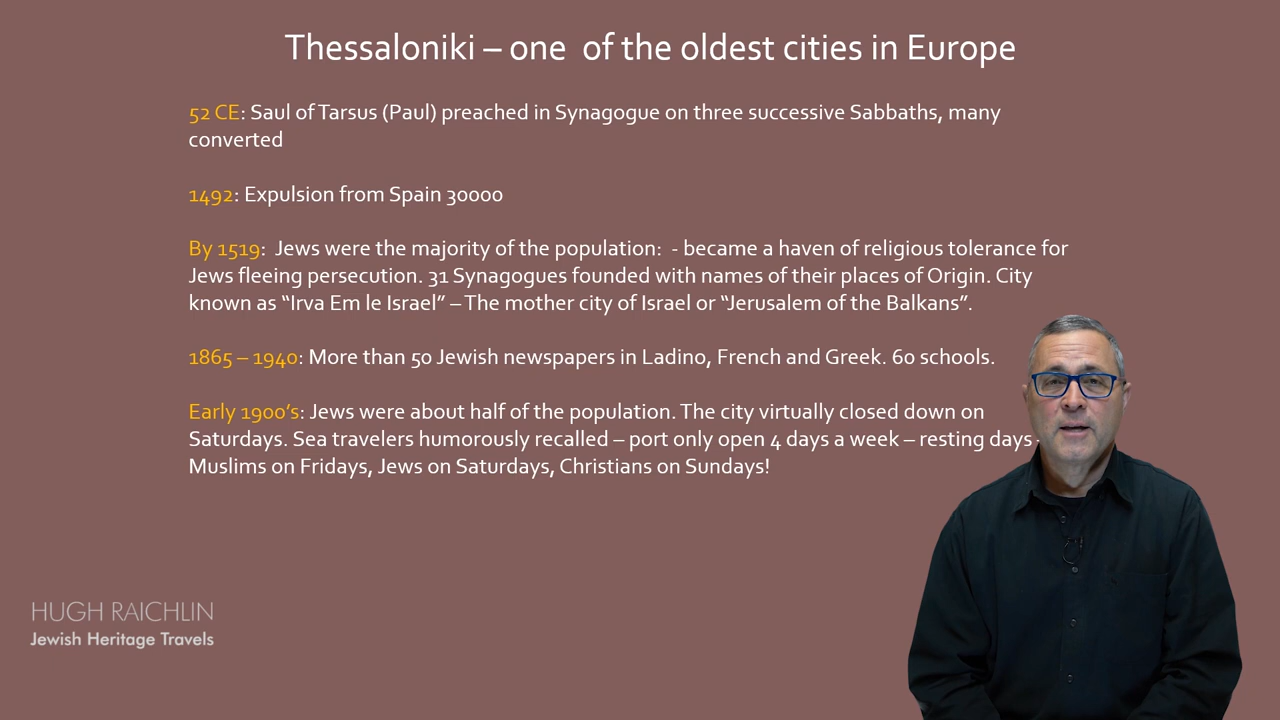 Thessaloniki – one  of the oldest cities in Europe
52 CE: Saul of Tarsus (Paul) preached in Synagogue on three successive Sabbaths, many
converted
1492: Expulsion from Spain 30000
By 1519:  Jews were the majority of the population:  - became a haven of religious tolerance for
Jews fleeing persecution. 31 Synagogues founded with names of their places of Origin. City
known as “Irva Em le Israel” – The mother city of Israel or “Jerusalem of the Balkans”.
1865 – 1940: More than 50 Jewish newspapers in Ladino, French and Greek. 60 schools.
Early 1900’s: Jews were about half of the population. The city virtually closed down on
Saturdays. Sea travelers humorously recalled – port only open 4 days a week – resting days -
Muslims on Fridays, Jews on Saturdays, Christians on Sundays!
HUGH RAICHLIN
Jewish Heritage Travels